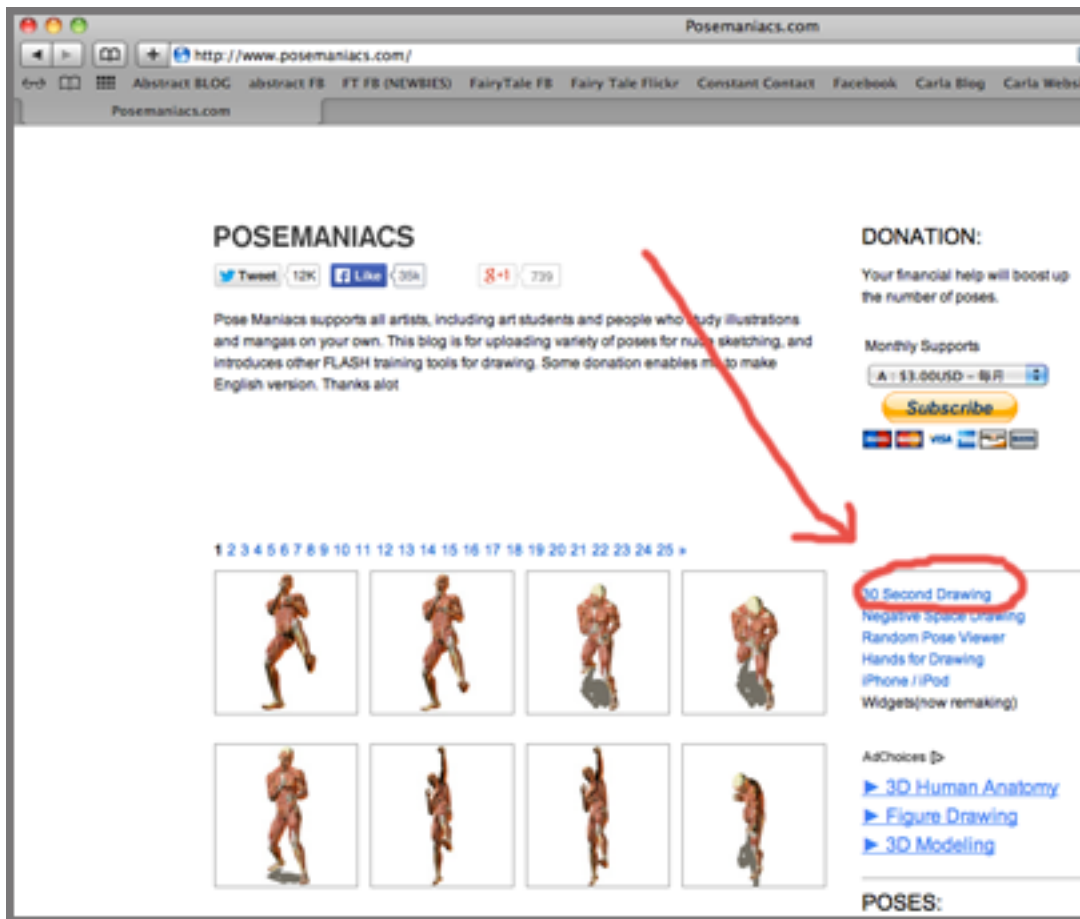 Posemaniacs.com
http://www.posemaniacs.com/
Abstract BLOG abstract FB FT FB (NEWBIES) FairyTale FB Fairy Tale Flickr Constant Contact Facebook Carla Blog Carla Websi
Posemaniacs.com
POSEMANIACS
Tweet 12K Like 35k g+1 739
Pose Maniacs supports all artists, including art students and people who study illustrations
and mangas on your own. This blog is for uploading variety of poses for nude sketching, and
introduces other FLASH training tools for drawing. Some donation enables me to make
English version. Thanks alot
1 2 3 4 5 6 7 8 9 10 11 12 13 14 15 16 17 18 19 20 21 22 23 24 25 »
DONATION:
Your financial help will boost up
the number of poses.
Monthly Supports
A : $3.00USD - 毎月
Subscribe
VISA
30 Second Drawing
Negative Space Drawing
Random Pose Viewer
Hands for Drawing
iPhone / iPod
Widgets(now remaking)
AdChoices
► 3D Human Anatomy
► Figure Drawing
► 3D Modeling
POSES: